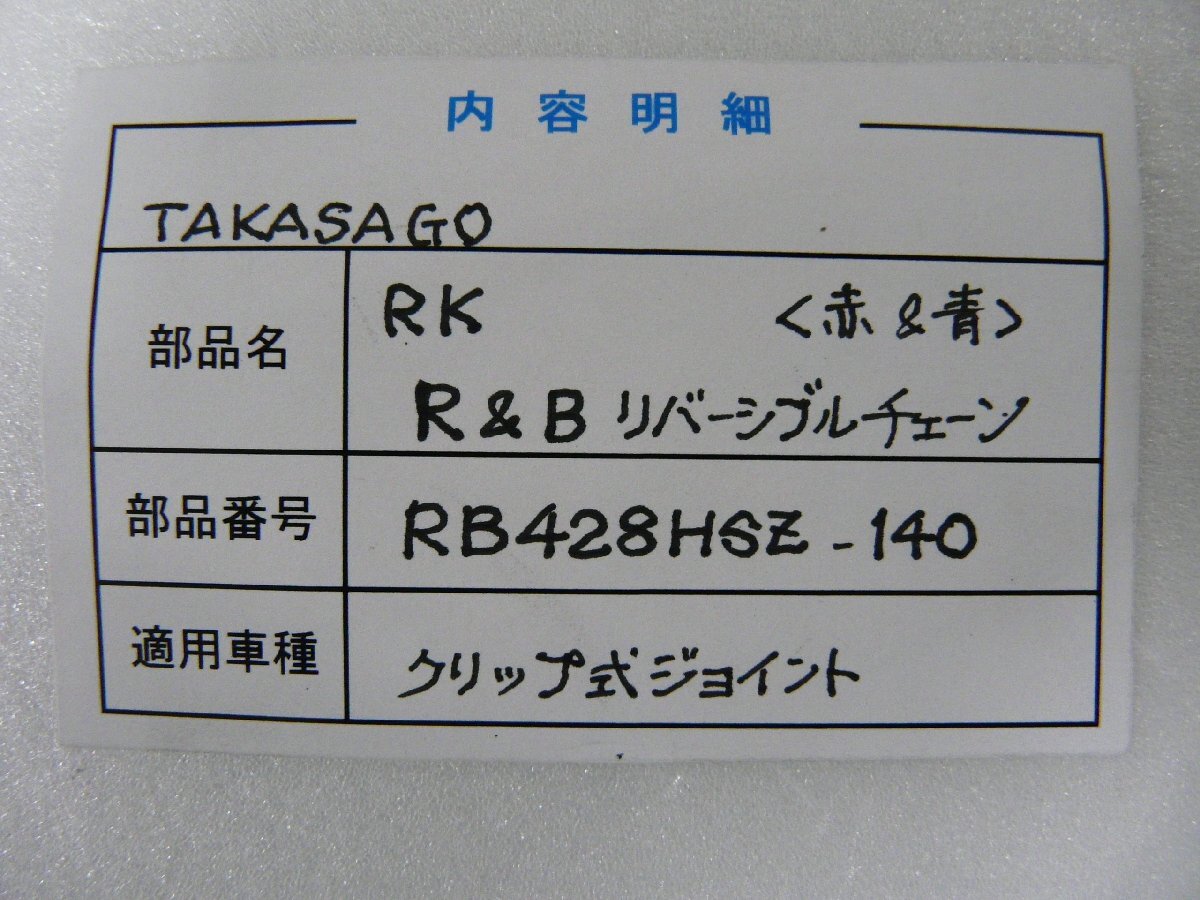 内容明細
TAKASAGO
部品名
RK <赤&青>
R&B リバーシブルチェーン
部品番号 RB428HSZ-140
適用車種 クリップ式ジョイント